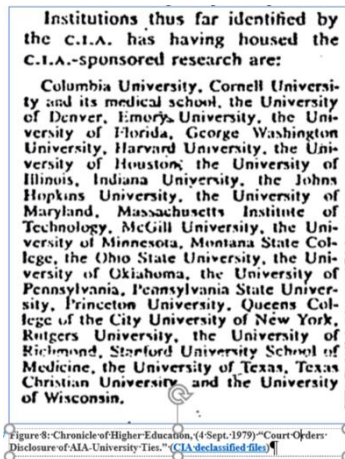 Institutions thus far identified by
the C.I.A. has having housed the
C.I.A.-sponsored research are:
Columbia University, Cornell Universi-
ty and its medical school, the University
of Denver, Emory University, the Uni-
versity of Florida, George Washington
University, Harvard University, the Uni-
versity of Houston, the University of
Illinois, Indiana University, the Johns
Hopkins University, the University of
Maryland, Massachusetts Institute of
Technology, McGill University, the Uni-
versity of Minnesota, Montana State Col-
lege, the Ohio State University, the Uni-
versity of Oklahoma, the University of
Pennsylvania, Pennsylvania State Univer-
sity, Princeton University, Queens Col-
lege of the City University of New York,
Rutgers University, the University of
Richmond, Stanford University School of
Medicine, the University of Texas, Texas
Christian University and the University
of Wisconsin.
Figure·8:·Chronicle·of·Higher·Education,·(4·Sept.·1979)·“Court·Orders·
Disclosure·of·AIA-University·Ties.”·(CIA·declassified·files)¶